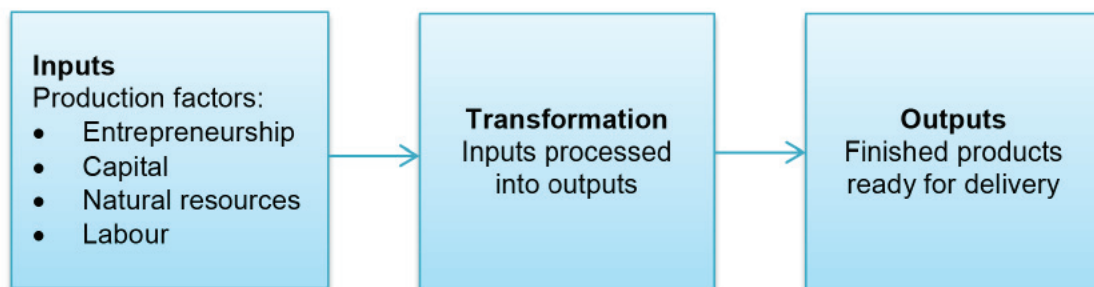 Inputs
Production factors:
• Entrepreneurship
• Capital
• Natural resources
• Labour
Transformation
Inputs processed
into outputs
Outputs
Finished products
ready for delivery